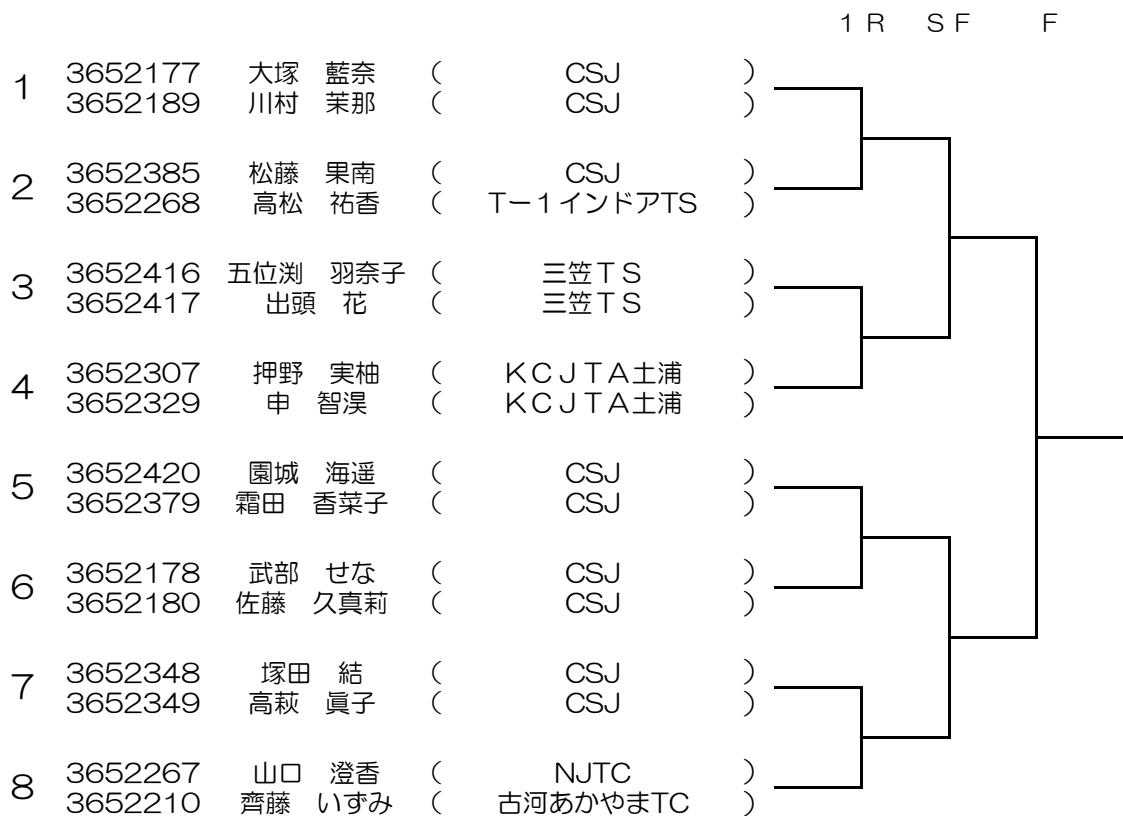 １Ｒ ＳＦ Ｆ
1
3652177 大塚 藍奈 ( CSJ )
3652189 川村 茉那 ( CSJ )
2
3652385 松藤 果南 ( CSJ )
3652268 高松 祐香 ( Tー１インドアTS )
3
3652416 五位渕 羽奈子 ( 三笠ＴＳ )
3652417 出頭 花 ( 三笠ＴＳ )
4
3652307 押野 実柚 ( ＫＣＪＴＡ土浦 )
3652329 申 智淏 ( ＫＣＪＴＡ土浦 )
5
3652420 園城 海遥 ( CSJ )
3652379 霜田 香菜子 ( CSJ )
6
3652178 武部 せな ( CSJ )
3652180 佐藤 久真莉 ( CSJ )
7
3652348 塚田 結 ( CSJ )
3652349 高萩 眞子 ( CSJ )
8
3652267 山口 澄香 ( NJTC )
3652210 齊藤 いずみ ( 古河あかやまTC )